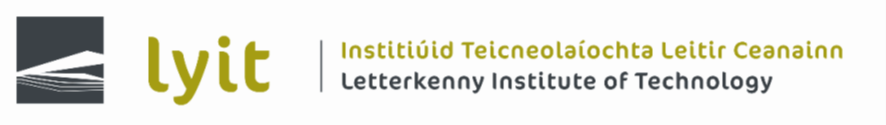 lyit
Institiúid Teicneolaíochta Leitir Ceanainn
Letterkenny Institute of Technology